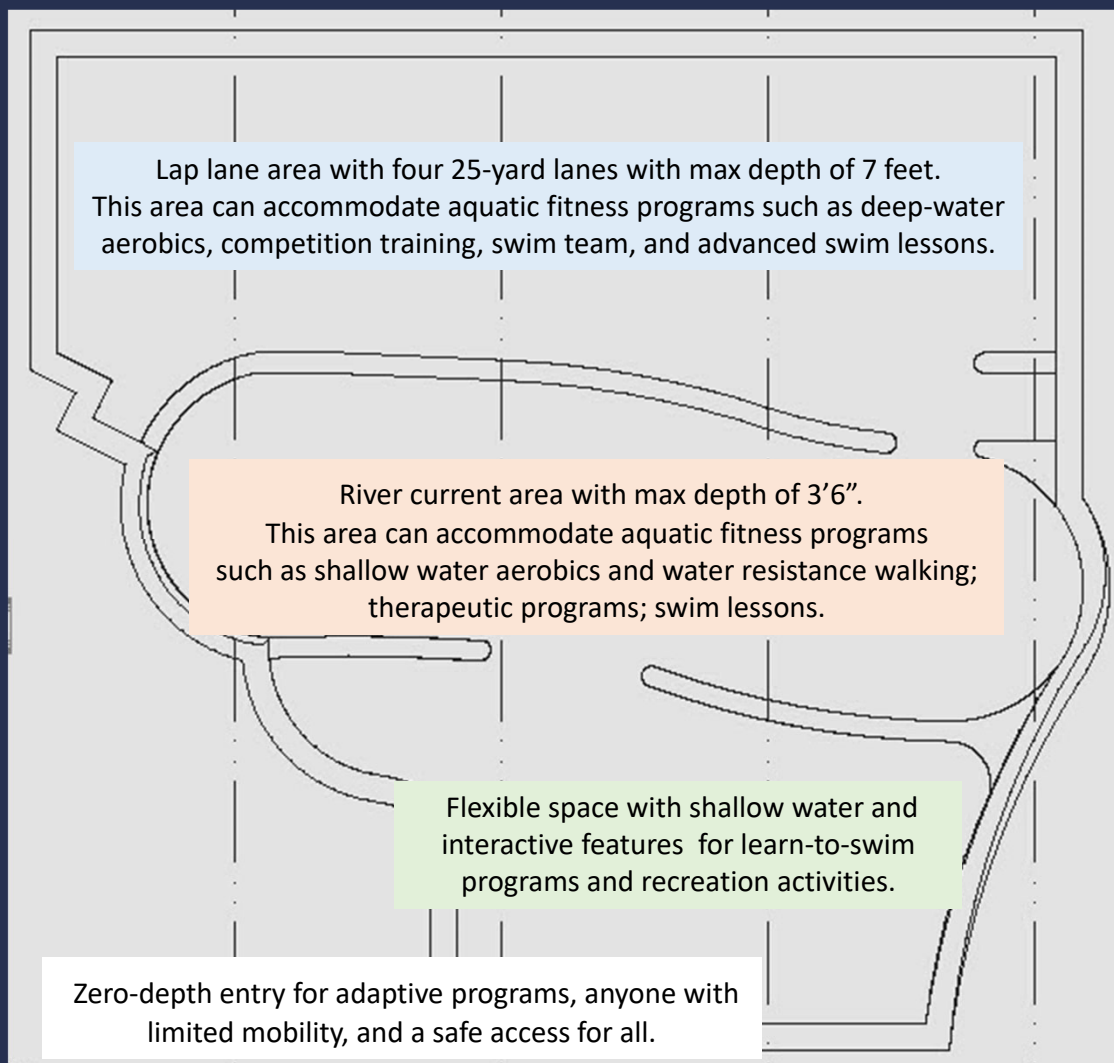 Lap lane area with four 25-yard lanes with max depth of 7 feet.
This area can accommodate aquatic fitness programs such as deep-water
aerobics, competition training, swim team, and advanced swim lessons.
River current area with max depth of 3’6”.
This area can accommodate aquatic fitness programs
such as shallow water aerobics and water resistance walking;
therapeutic programs; swim lessons.
Flexible space with shallow water and
interactive features  for learn-to-swim
programs and recreation activities.
Zero-depth entry for adaptive programs, anyone with
limited mobility, and a safe access for all.